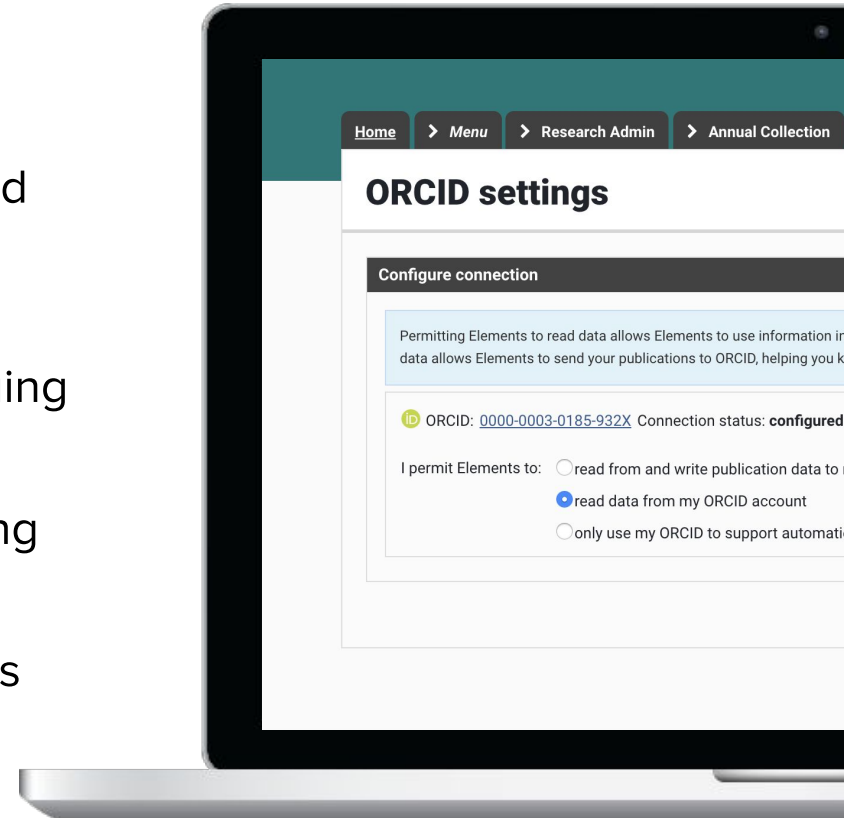 d
ing
ng
s
Home > Menu > Research Admin > Annual Collection
ORCID settings
Configure connection
Permitting Elements to read data allows Elements to use information in
data allows Elements to send your publications to ORCID, helping you k
iD ORCID: 0000-0003-0185-932X Connection status: configured
I permit Elements to: read from and write publication data to
read data from my ORCID account
only use my ORCID to support automati